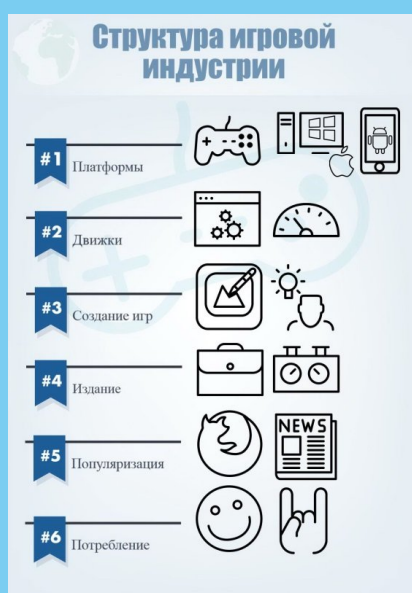 Структура игровой
индустрии
#1
Платформы
#2
Движки
#3
Создание игр
#4
Издание
NEWS
#5
Популяризация
#6
Потребление